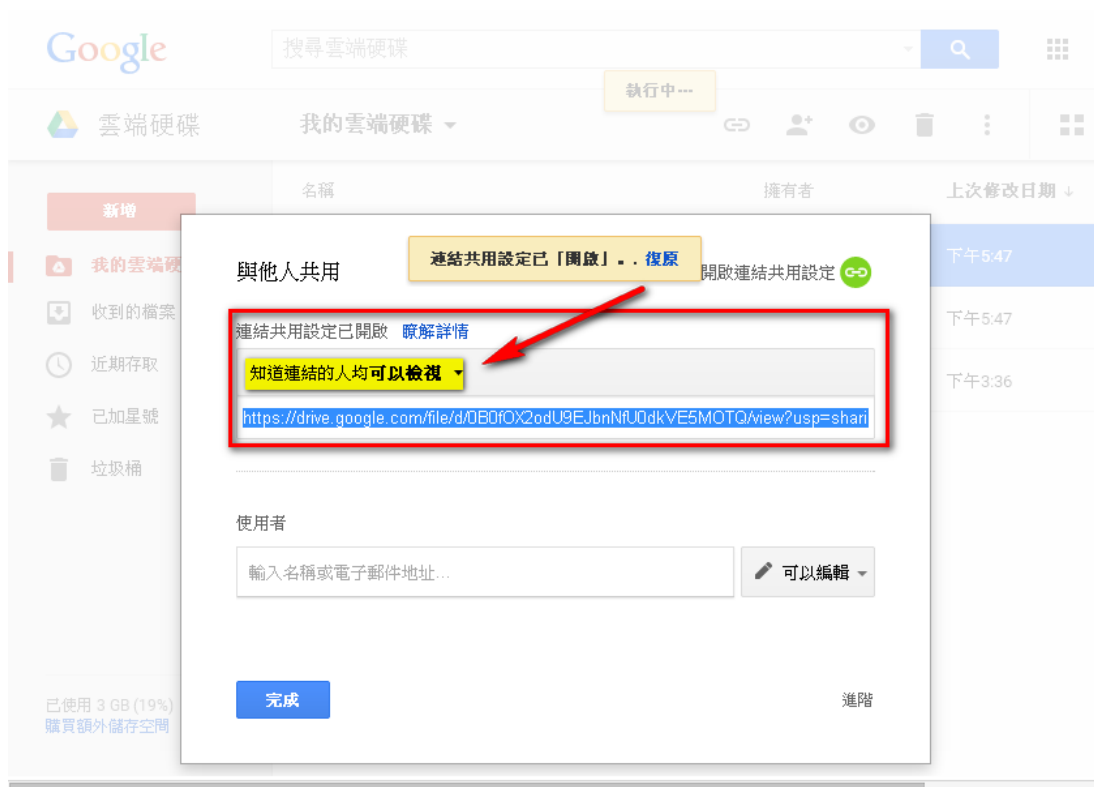 Google
搜尋雲端硬碟
執行中...
雲端硬碟
我的雲端硬碟
名稱
擁有者
上次修改日期 ↓
新增
我的雲端硬
收到的檔案
近期存取
已加星號
垃圾桶
已使用 3 GB (19%)
購買額外儲存空間
下午5:47
下午5:47
下午3:36
與他人共用
連結共用設定已「開啟」。. 復原
開啟連結共用設定
連結共用設定已開啟 瞭解詳情
知道連結的人均可以檢視
https://drive.google.com/file/d/0B0fOX2odU9EJbnNfU0dkVE5MOTQ/view?usp=shari
使用者
輸入名稱或電子郵件地址...
可以編輯
完成
進階